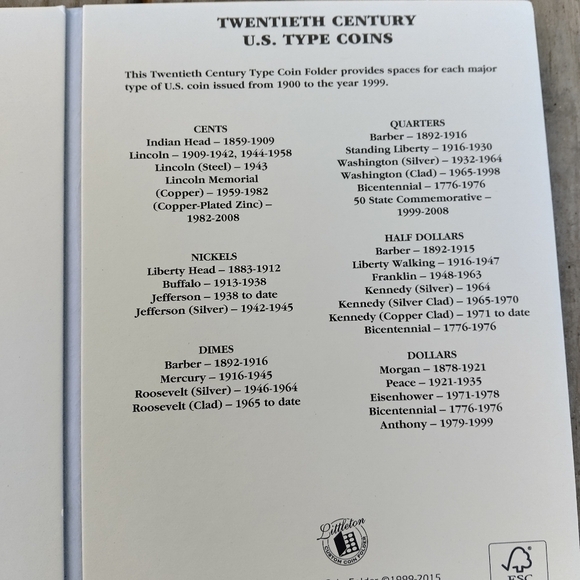 TWENTIETH CENTURY
U.S. TYPE COINS
This Twentieth Century Type Coin Folder provides spaces for each major
type of U.S. coin issued from 1900 to the year 1999.
CENTS
Indian Head – 1859-1909
Lincoln – 1909-1942, 1944-1958
Lincoln (Steel) – 1943
Lincoln Memorial
(Copper) – 1959-1982
(Copper-Plated Zinc) –
1982-2008
NICKELS
Liberty Head – 1883-1912
Buffalo – 1913-1938
Jefferson – 1938 to date
Jefferson (Silver) – 1942-1945
DIMES
Barber – 1892-1916
Mercury – 1916-1945
Roosevelt (Silver) – 1946-1964
Roosevelt (Clad) – 1965 to date
QUARTERS
Barber – 1892-1916
Standing Liberty – 1916-1930
Washington (Silver) – 1932-1964
Washington (Clad) – 1965-1998
Bicentennial – 1776-1976
50 State Commemorative –
1999-2008
HALF DOLLARS
Barber – 1892-1915
Liberty Walking – 1916-1947
Franklin – 1948-1963
Kennedy (Silver) – 1964
Kennedy (Silver Clad) – 1965-1970
Kennedy (Copper Clad) – 1971 to date
Bicentennial – 1776-1976
DOLLARS
Morgan – 1878-1921
Peace – 1921-1935
Eisenhower – 1971-1978
Bicentennial – 1776-1976
Anthony – 1979-1999
Littleton
CUSTOM COIN FOLDER
Coin Folder ©1999-2015
FSC